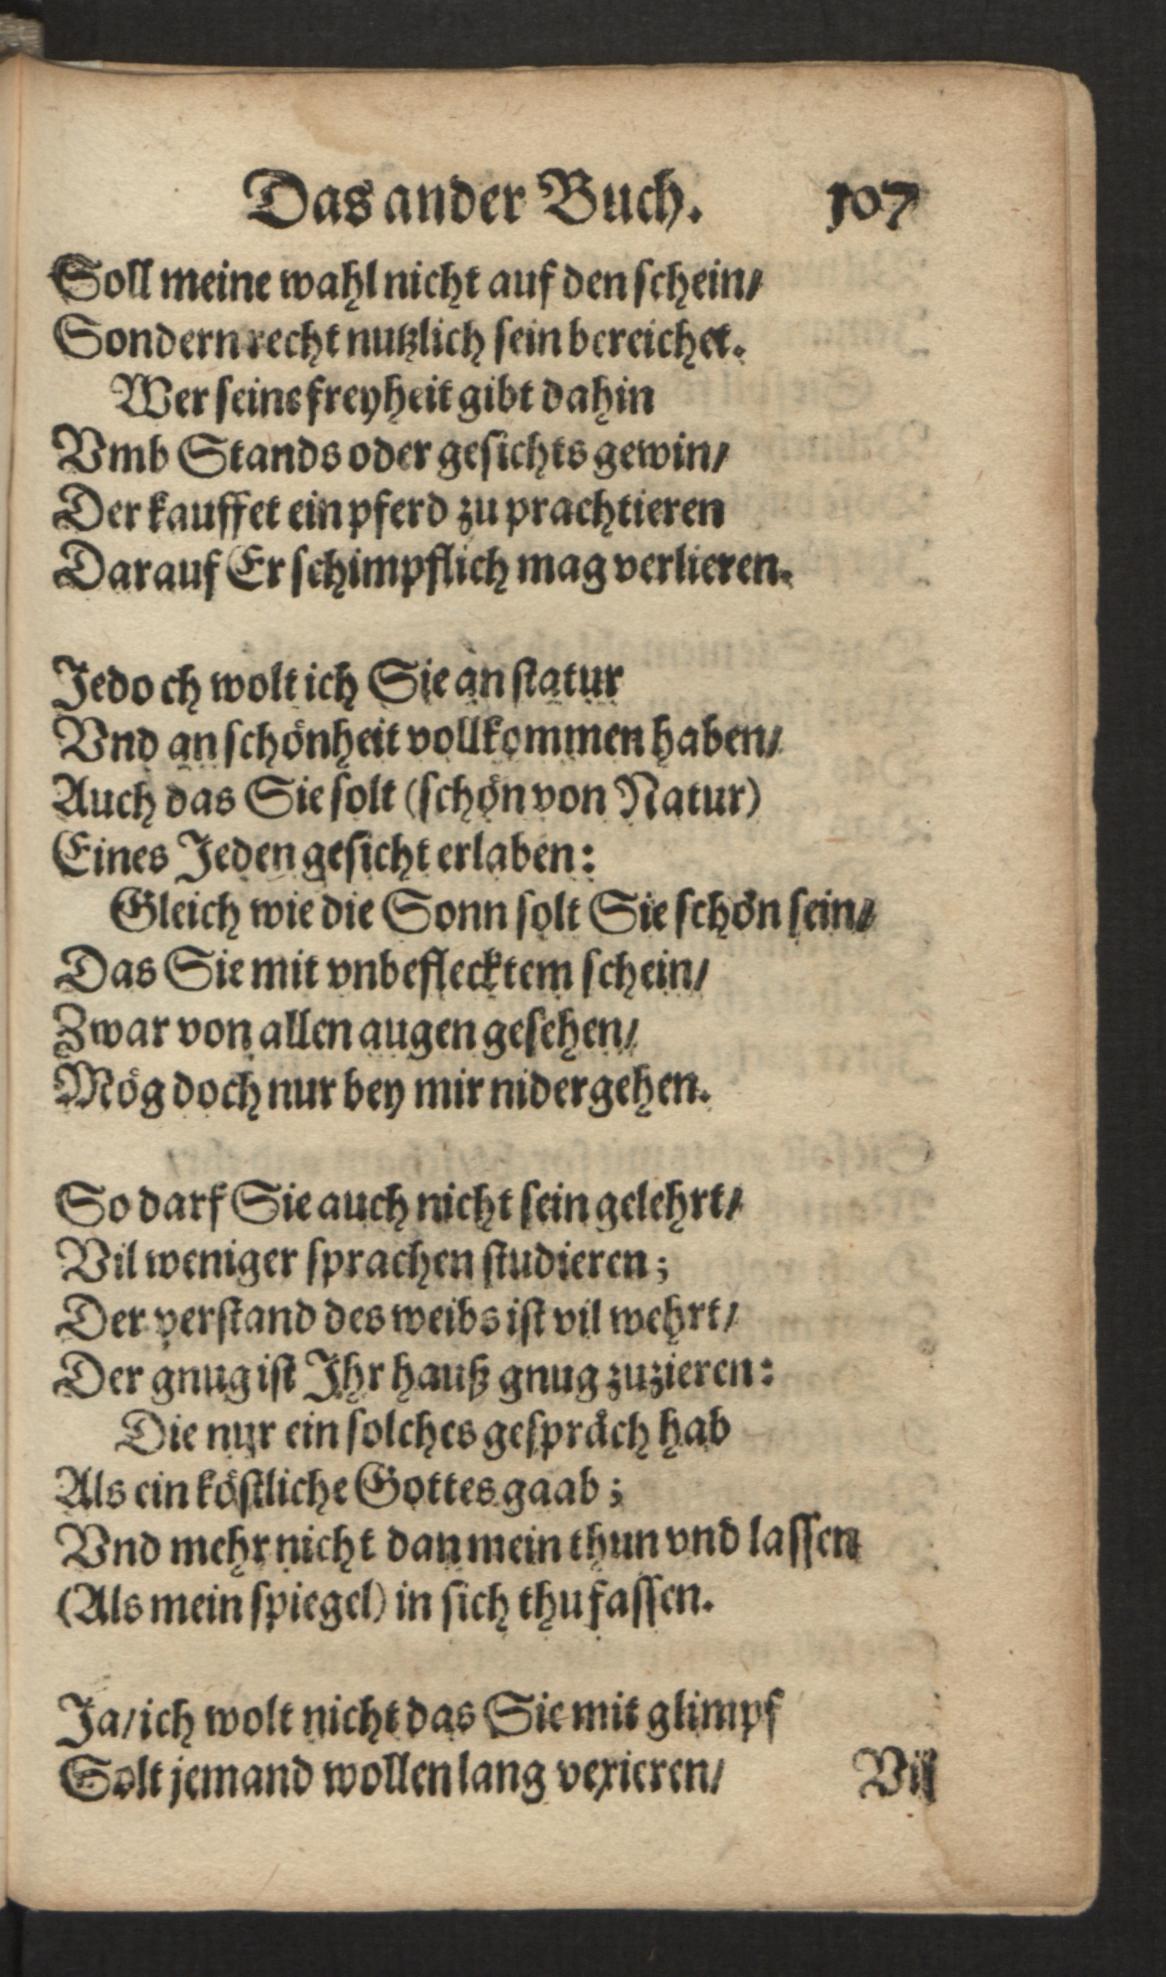 Das ander Buch. 107
Soll meine wahl nicht auf den schein/
Sondern recht nutzlich sein bereichet.
Wer seine freyheit gibt dahin
Vmb Stands oder gesichts gewin/
Der kauffet ein pferd zu prachtieren
Darauf Er schimpflich mag verlieren.
Jedoch wolt ich Sie an statur
Vnd an schönheit vollkommen haben/
Auch das Sie solt (schön von Natur)
Eines Jeden gesicht erlaben:
Gleich wie die Sonn solt Sie schön sein/
Das Sie mit vnbeflecktem schein/
Zwar von allen augen gesehen/
Mög doch nur bey mir nidergehen.
So darf Sie auch nicht sein gelehrt/
Vil weniger sprachen studieren;
Der verstand des weibs ist vil wehrt/
Der gnug ist Jhr hauß gnug zuzieren:
Die nur ein solches gespräch hab
Als ein köstliche Gottes gaab;
Vnd mehr nicht dan mein thun vnd lassen
(Als mein spiegel) in sich thu fassen.
Ja/ ich wolt nicht das Sie mit glimpf
Solt jemand wollen lang vexieren/
Vil